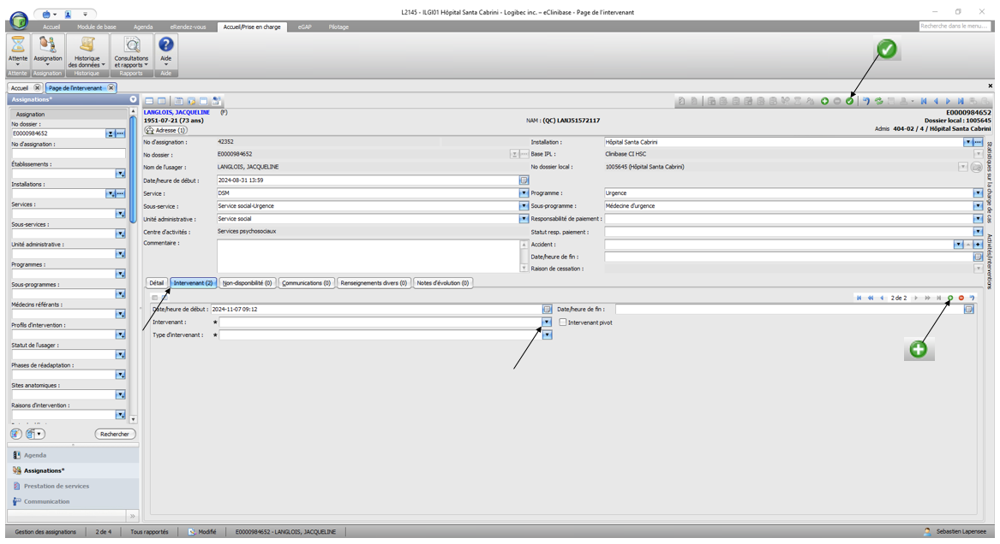 L2145 - ILGI01 Hôpital Santa Cabrini - Logibec inc. – eClinibase - Page de l'intervenant
Accueil Module de base Agenda eRendez-vous Accueil/Prise en charge eGAP Pilotage
Recherche dans le menu...
Attente Assignation Historique des données Consultations et rapports Aide
Attente Assignation Historique Rapports Aide
Accueil Page de l'intervenant
Assignations*
Assignation
No dossier :
E0000984652
No d'assignation :
Établissements :
Installations :
Services :
Sous-services :
Unité administrative :
Programmes :
Sous-programmes :
Médecins référants :
Profils d'intervention :
Statut de l'usager :
Phases de réadaptation :
Sites anatomiques :
Raisons d'intervention :
Rechercher
Agenda
Assignations*
Prestation de services
Communication
LANGLOIS, JACQUELINE (F)
1951-07-21 (73 ans)
Adresse (1)
NAM : (QC) LANJ51572117
E0000984652
Dossier local : 1005645
Admis 404-02 / 4 / Hôpital Santa Cabrini
No d'assignation : 42352
Installation : Hôpital Santa Cabrini
No dossier : E0000984652
Base IPL : Clinibase CI HSC
Nom de l'usager : LANGLOIS, JACQUELINE
No dossier local : 1005645 (Hôpital Santa Cabrini)
Date/heure de début : 2024-08-31 13:59
Service : DSM
Programme : Urgence
Sous-service : Service social-Urgence
Sous-programme : Médecine d'urgence
Unité administrative : Service social
Responsabilité de paiement :
Centre d'activités : Services psychosociaux
Statut resp. paiement :
Commentaire :
Accident :
Date/heure de fin :
Raison de cessation :
Détail Intervenant (2) Non-disponibilité (0) Communications (0) Renseignements divers (0) Notes d'évolution (0)
2 de 2
Date/heure de début : 2024-11-07 09:12
Date/heure de fin :
Intervenant : *
Intervenant pivot
Type d'intervenant : *
Statistiques sur la charge de cas
Activités/Interventions
Gestion des assignations 2 de 4 Tous rapportés Modifié E0000984652 - LANGLOIS, JACQUELINE Sebastien Lapensee